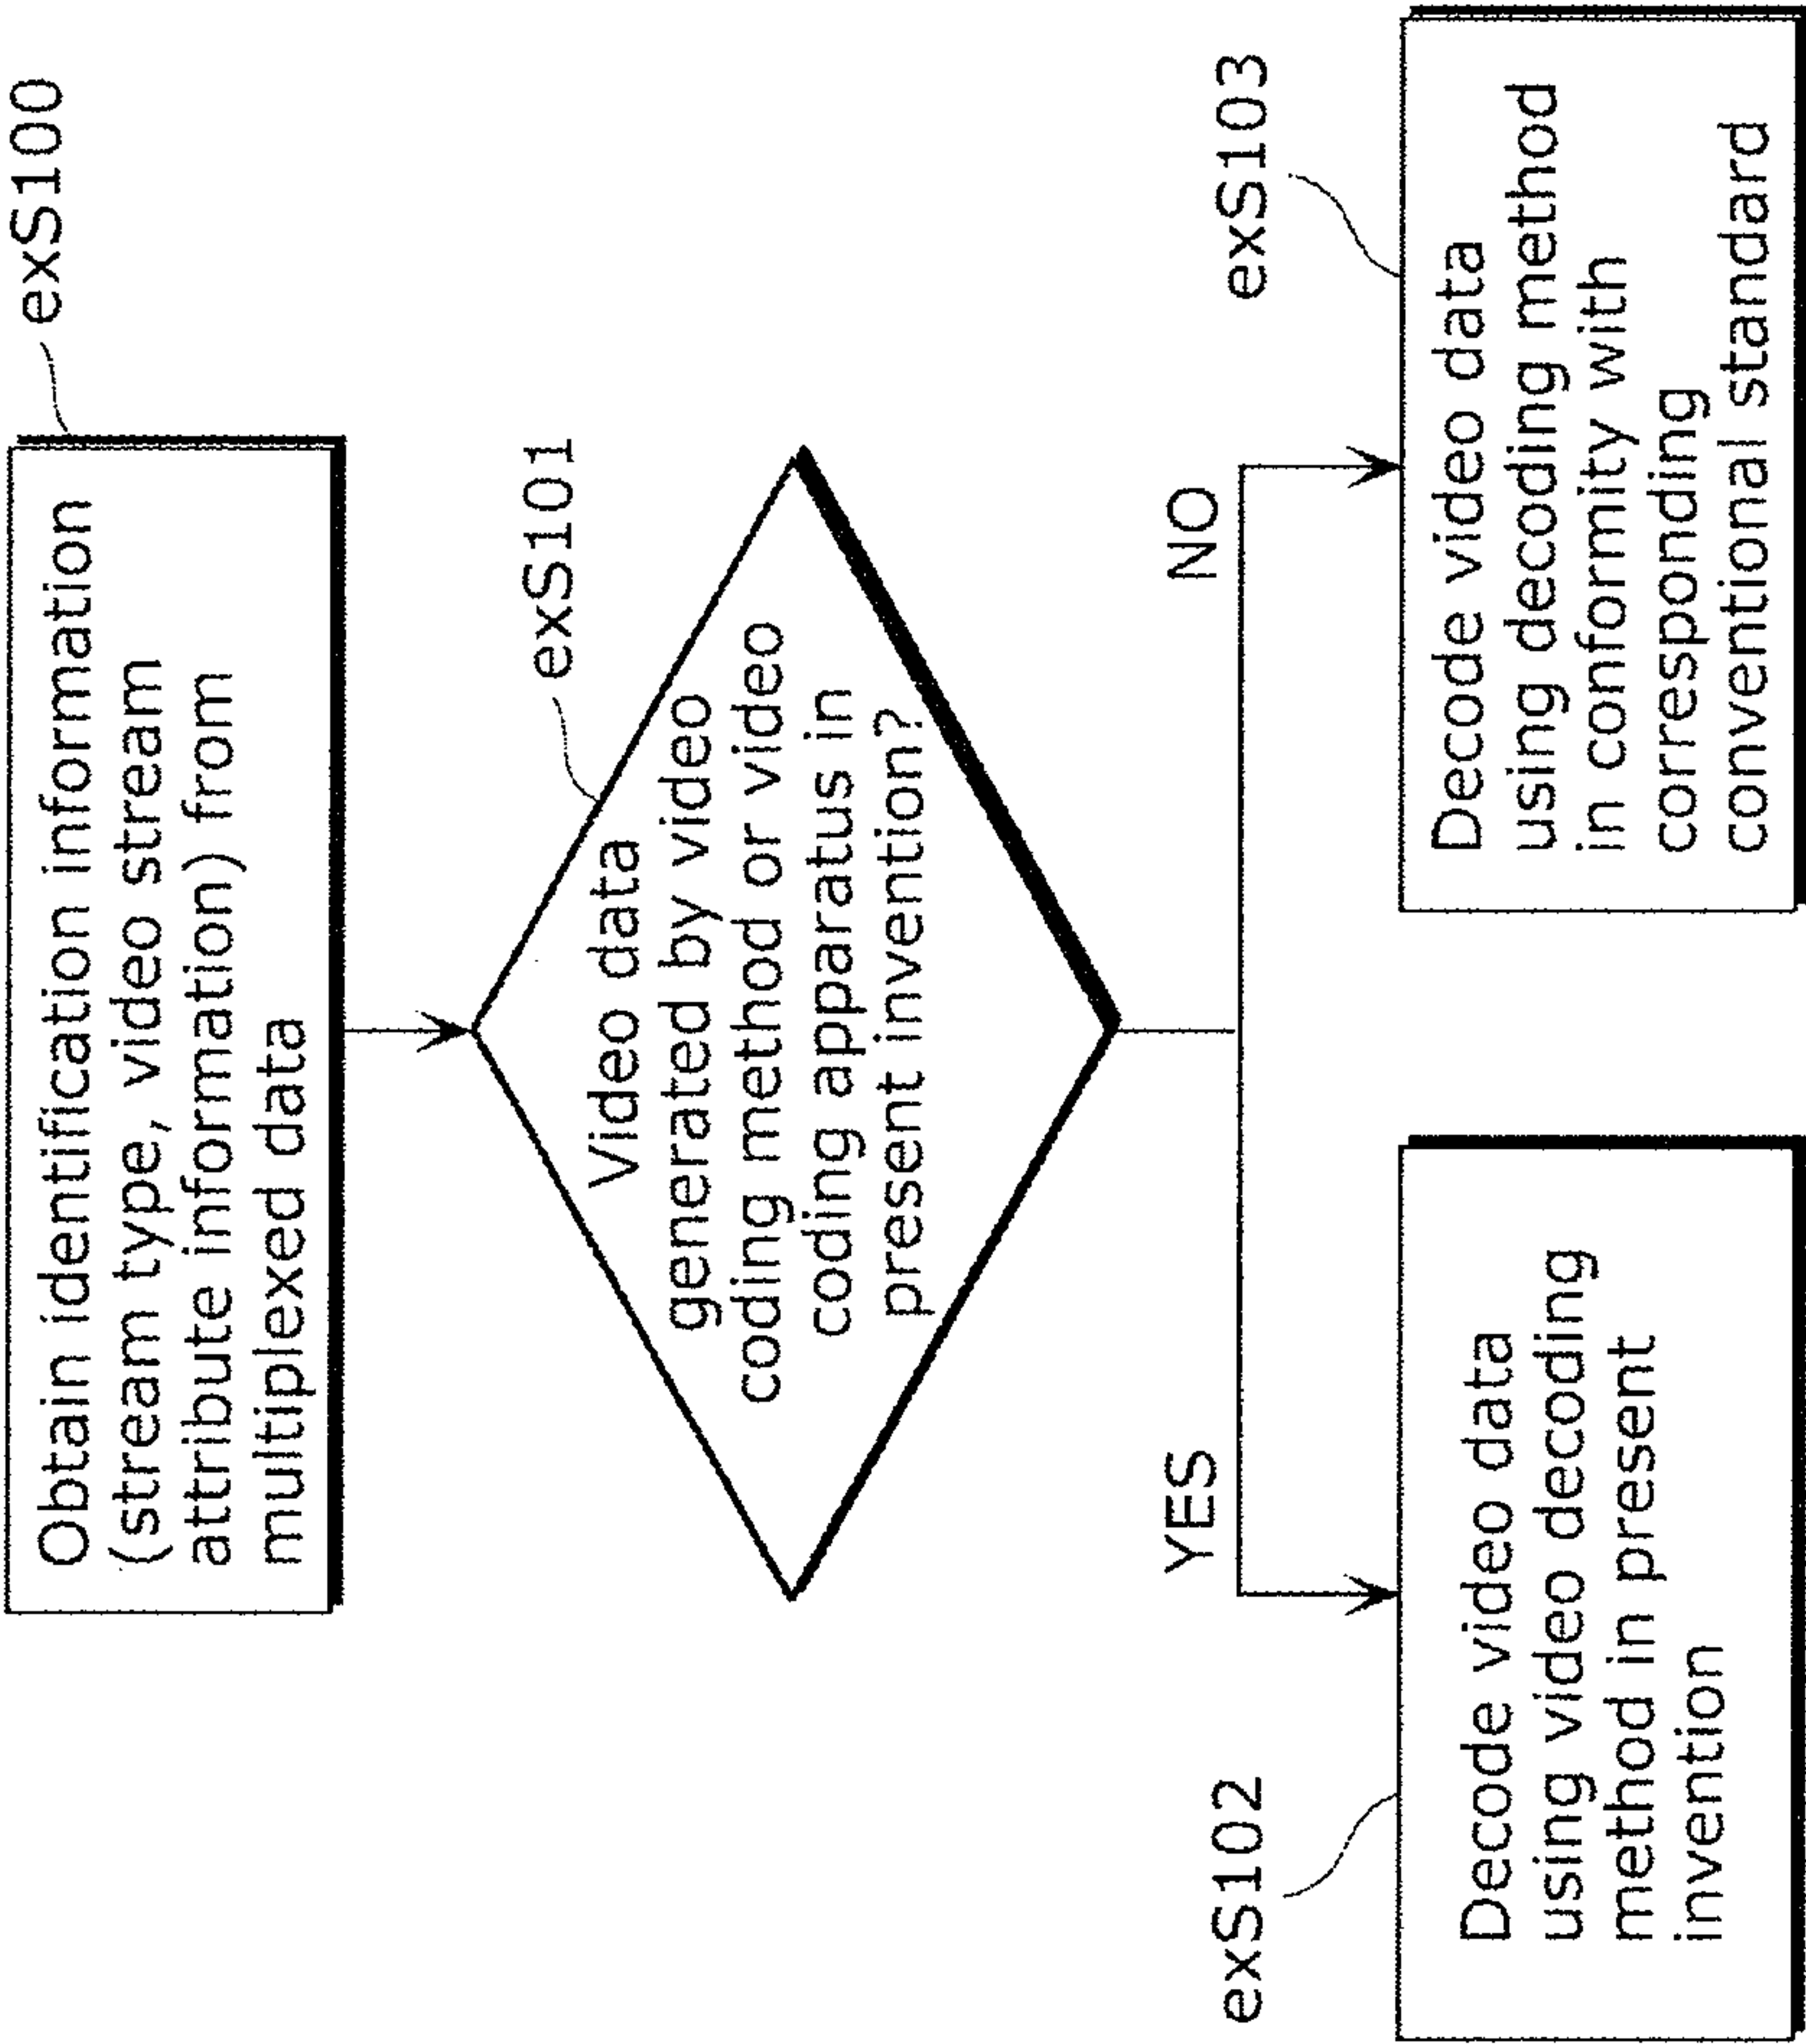 exS100
Obtain identification information
(stream type, video stream
attribute information) from
multiplexed data
exS101
Video data
generated by video
coding method or video
coding apparatus in
present invention?
YES
NO
exS102
Decode video data
using video decoding
method in present
invention
exS103
Decode video data
using decoding method
in conformity with
corresponding
conventional standard